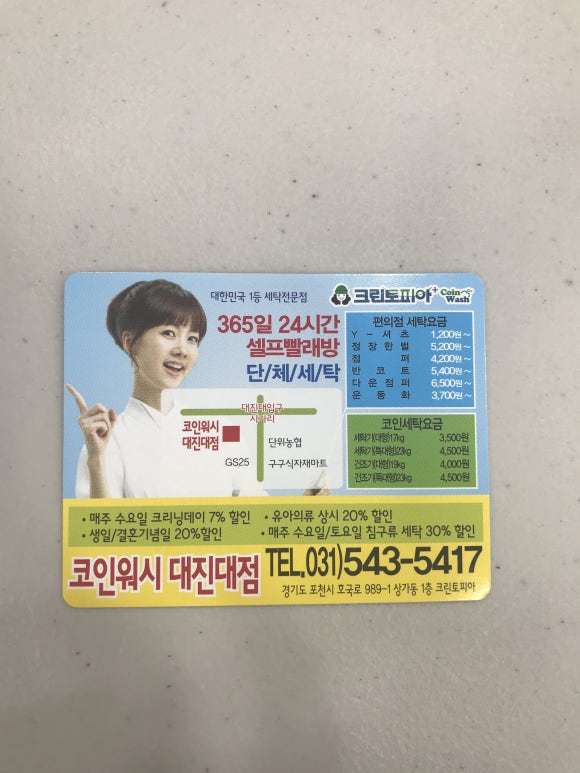 대한민국 1등 세탁전문점
크린토피아+ Coin Wash
365일 24시간
셀프빨래방
단/체/세/탁
편의점 세탁요금
Y-셔츠 1,200원~
정장한벌 5,200원~
점퍼 4,200원~
반코트 5,400원~
다운점퍼 6,500원~
운동화 3,700원~
대진대입구
사거리
코인워시
대진대점
단위농협
GS25
구구식자재마트
코인세탁요금
세탁기(대형)17kg 3,500원
세탁기(특대형)23kg 4,500원
건조기(대형)19kg 4,000원
건조기(특대형)23kg 4,500원
• 매주 수요일 크리닝데이 7% 할인
• 유아의류 상시 20% 할인
• 생일/결혼기념일 20%할인
• 매주 수요일/토요일 침구류 세탁 30% 할인
코인워시 대진대점
TEL.031)543-5417
경기도 포천시 호국로 989-1 상가동 1층 크린토피아